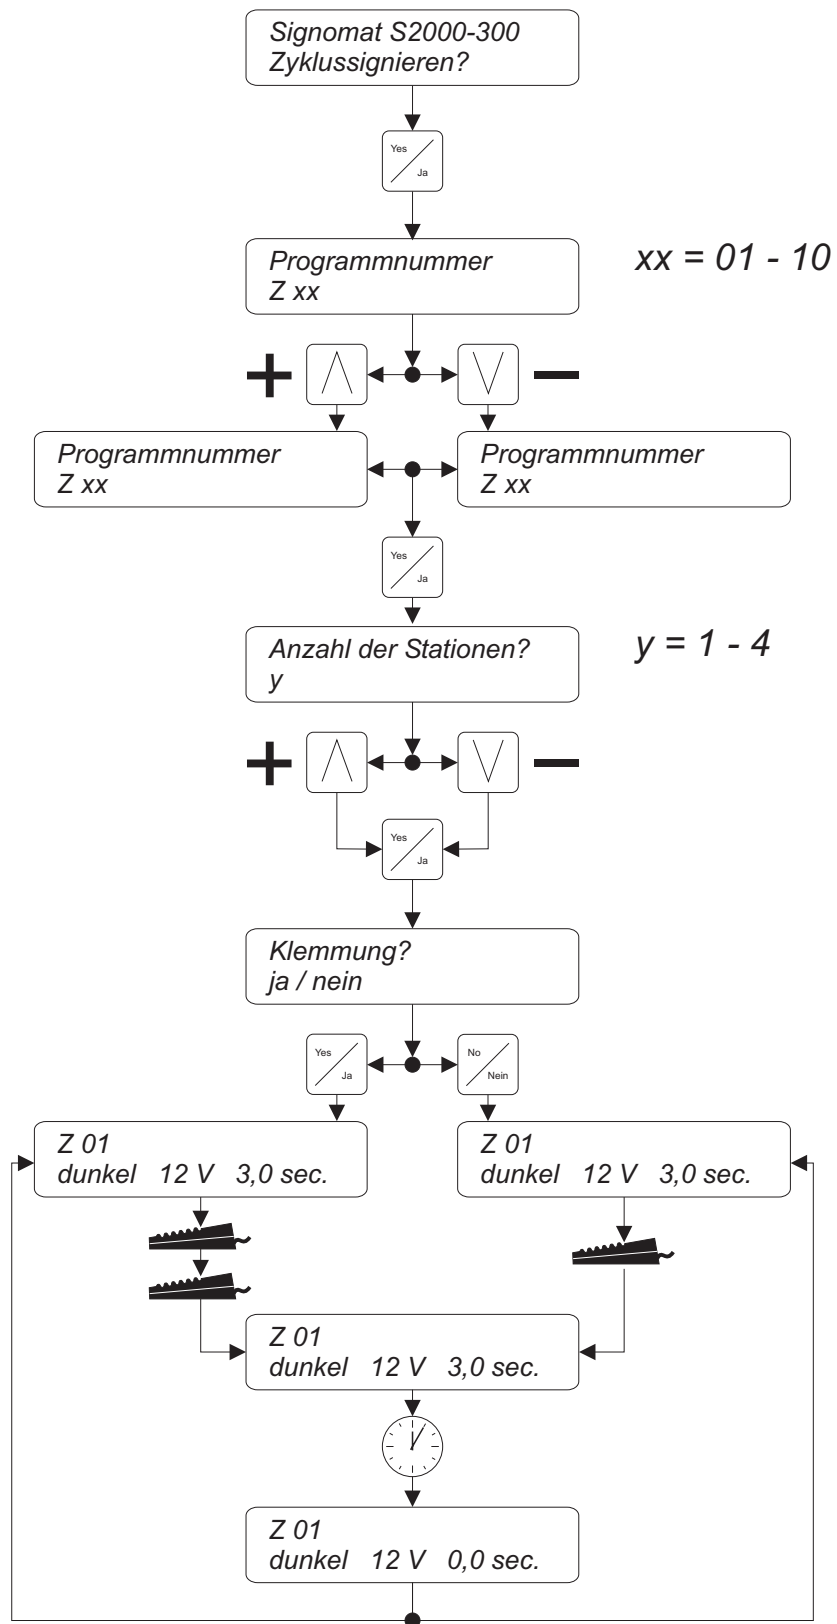 Signomat S2000-300
Zyklussignieren?
Yes
Ja
Programmnummer
Z xx
xx = 01 - 10
Programmnummer
Z xx
Programmnummer
Z xx
Yes
Ja
Anzahl der Stationen?
y
y = 1 - 4
Yes
Ja
Klemmung?
ja / nein
Yes
Ja
No
Nein
Z 01
dunkel 12 V 3,0 sec.
Z 01
dunkel 12 V 3,0 sec.
Z 01
dunkel 12 V 3,0 sec.
Z 01
dunkel 12 V 0,0 sec.